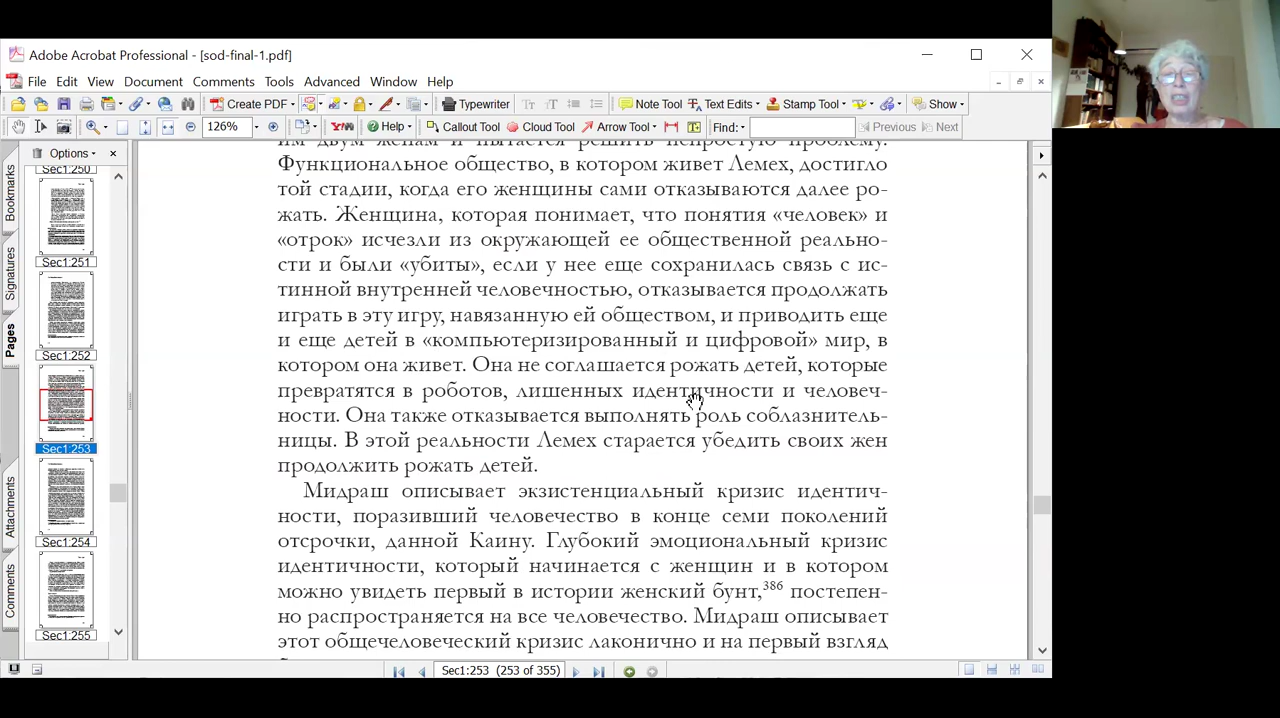 Adobe Acrobat Professional - [sod-final-1.pdf]
File Edit View Document Comments Tools Advanced Window Help
Create PDF Typewriter Note Tool Text Edits Stamp Tool Show
126% Help Callout Tool Cloud Tool Arrow Tool Find: Previous Next
Options
Bookmarks
Signatures
Pages
Attachments
Comments
Sec1:250
Sec1:251
Sec1:252
Sec1:253
Sec1:254
Sec1:255
им двум женам и пытается решить непростую проблему.
Функциональное общество, в котором живет Лемех, достигло
той стадии, когда его женщины сами отказываются далее ро-
жать. Женщина, которая понимает, что понятия «человек» и
«отрок» исчезли из окружающей ее общественной реально-
сти и были «убиты», если у нее еще сохранилась связь с ис-
тинной внутренней человечностью, отказывается продолжать
играть в эту игру, навязанную ей обществом, и приводить еще
и еще детей в «компьютеризированный и цифровой» мир, в
котором она живет. Она не соглашается рожать детей, которые
превратятся в роботов, лишенных идентичности и человеч-
ности. Она также отказывается выполнять роль соблазнитель-
ницы. В этой реальности Лемех старается убедить своих жен
продолжить рожать детей.
Мидраш описывает экзистенциальный кризис идентич-
ности, поразивший человечество в конце семи поколений
отсрочки, данной Каину. Глубокий эмоциональный кризис
идентичности, который начинается с женщин и в котором
можно увидеть первый в истории женский бунт,386 постепен-
но распространяется на все человечество. Мидраш описывает
этот общечеловеческий кризис лаконично и на первый взгляд
Sec1:253 (253 of 355)